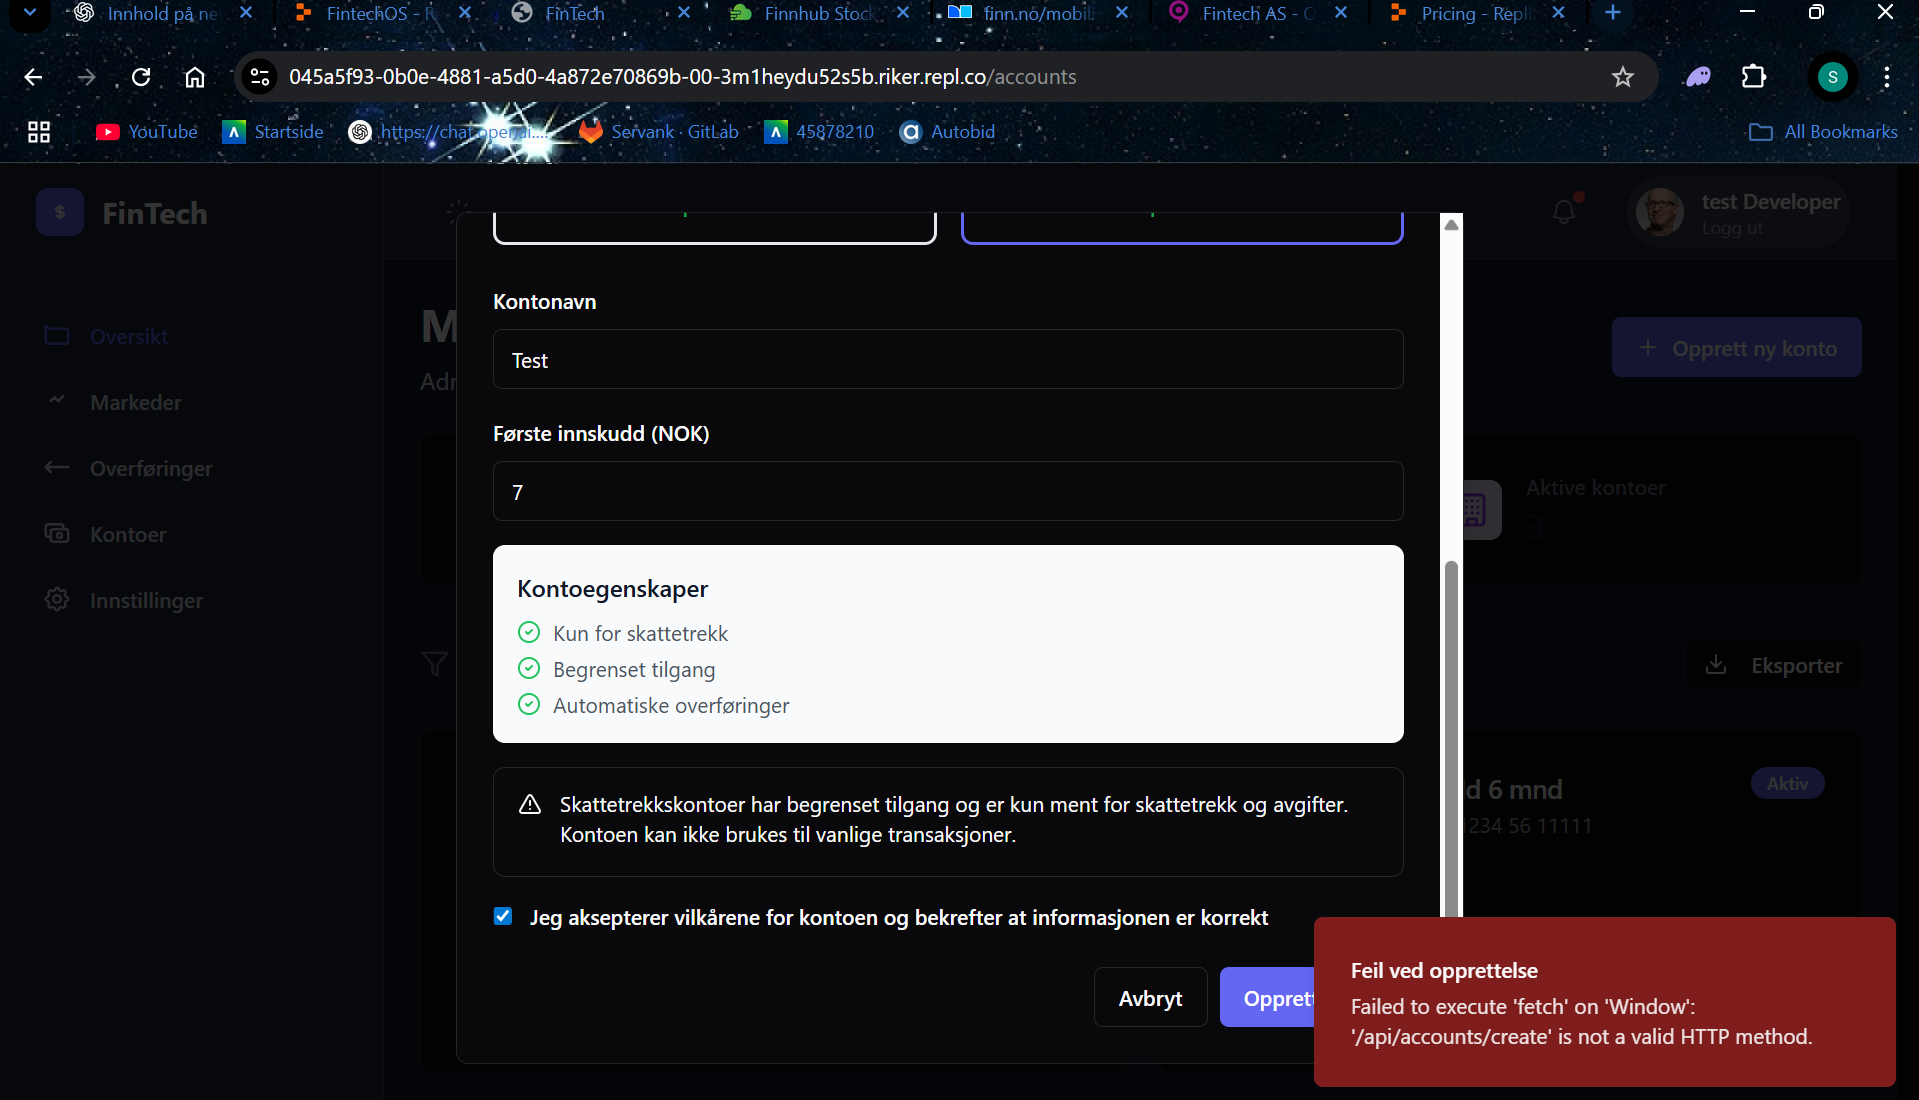 Innhold på ne
FintechOS - R
FinTech
Finnhub Stock
finn.no/mobil
Fintech AS - C
Pricing - Repli
045a5f93-0b0e-4881-a5d0-4a872e70869b-00-3m1heydu52s5b.riker.repl.co/accounts
S
YouTube
Startside
https://chat.openai....
Servank · GitLab
45878210
Autobid
All Bookmarks
$
FinTech
test Developer
Logg ut
Oversikt
Markeder
Overføringer
Kontoer
Innstillinger
M
Adr
Opprett ny konto
Aktive kontoer
3
Eksporter
d 6 mnd
Aktiv
1234 56 11111
Kontonavn
Test
Første innskudd (NOK)
7
Kontoegenskaper
Kun for skattetrekk
Begrenset tilgang
Automatiske overføringer
Skattetrekkskontoer har begrenset tilgang og er kun ment for skattetrekk og avgifter.
Kontoen kan ikke brukes til vanlige transaksjoner.
Jeg aksepterer vilkårene for kontoen og bekrefter at informasjonen er korrekt
Avbryt
Opprett
Feil ved opprettelse
Failed to execute 'fetch' on 'Window':
'/api/accounts/create' is not a valid HTTP method.